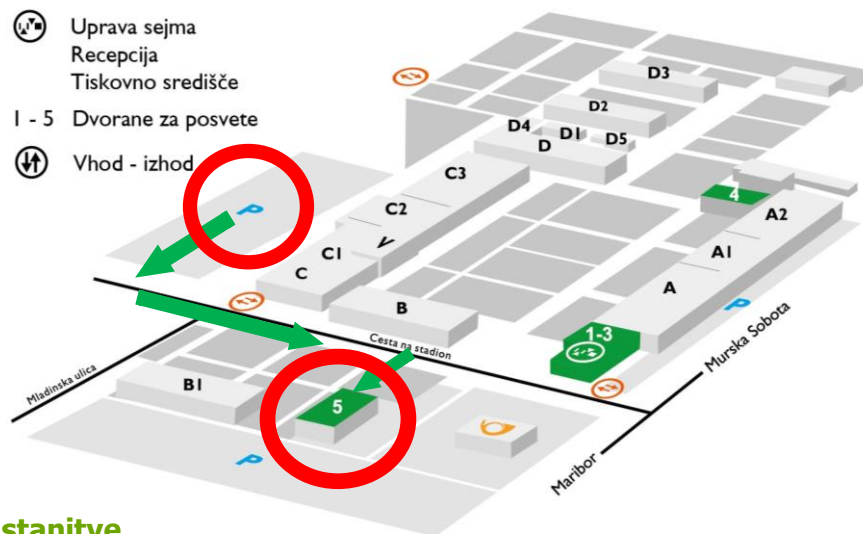 Uprava sejma
Recepcija
Tiskovno središče
1 - 5 Dvorane za posvete
Vhod - izhod
D3
D2
D4
D1
D5
D
C3
4
C2
A2
P
V
C1
A1
C
A
P
B
1-3
Murska Sobota
Cesta na stadion
Mladinska ulica
B1
5
P
Maribor
stanitve